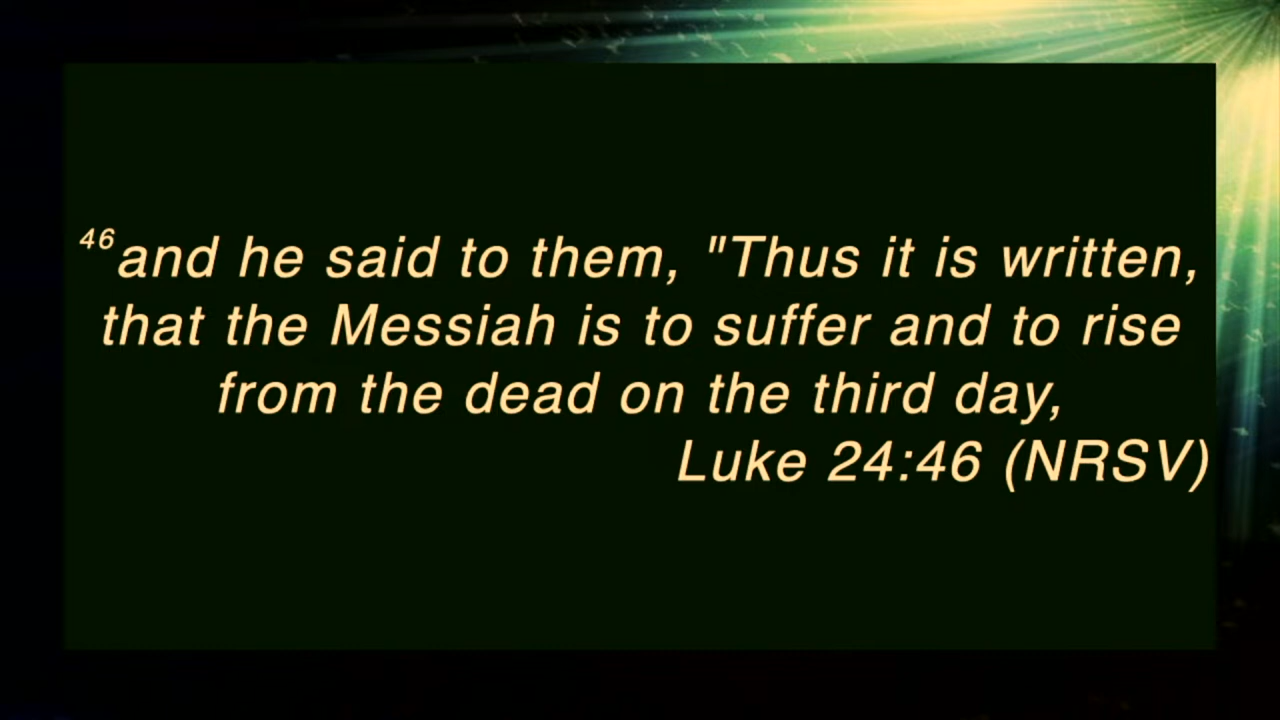 46and he said to them, "Thus it is written,
that the Messiah is to suffer and to rise
from the dead on the third day,
Luke 24:46 (NRSV)